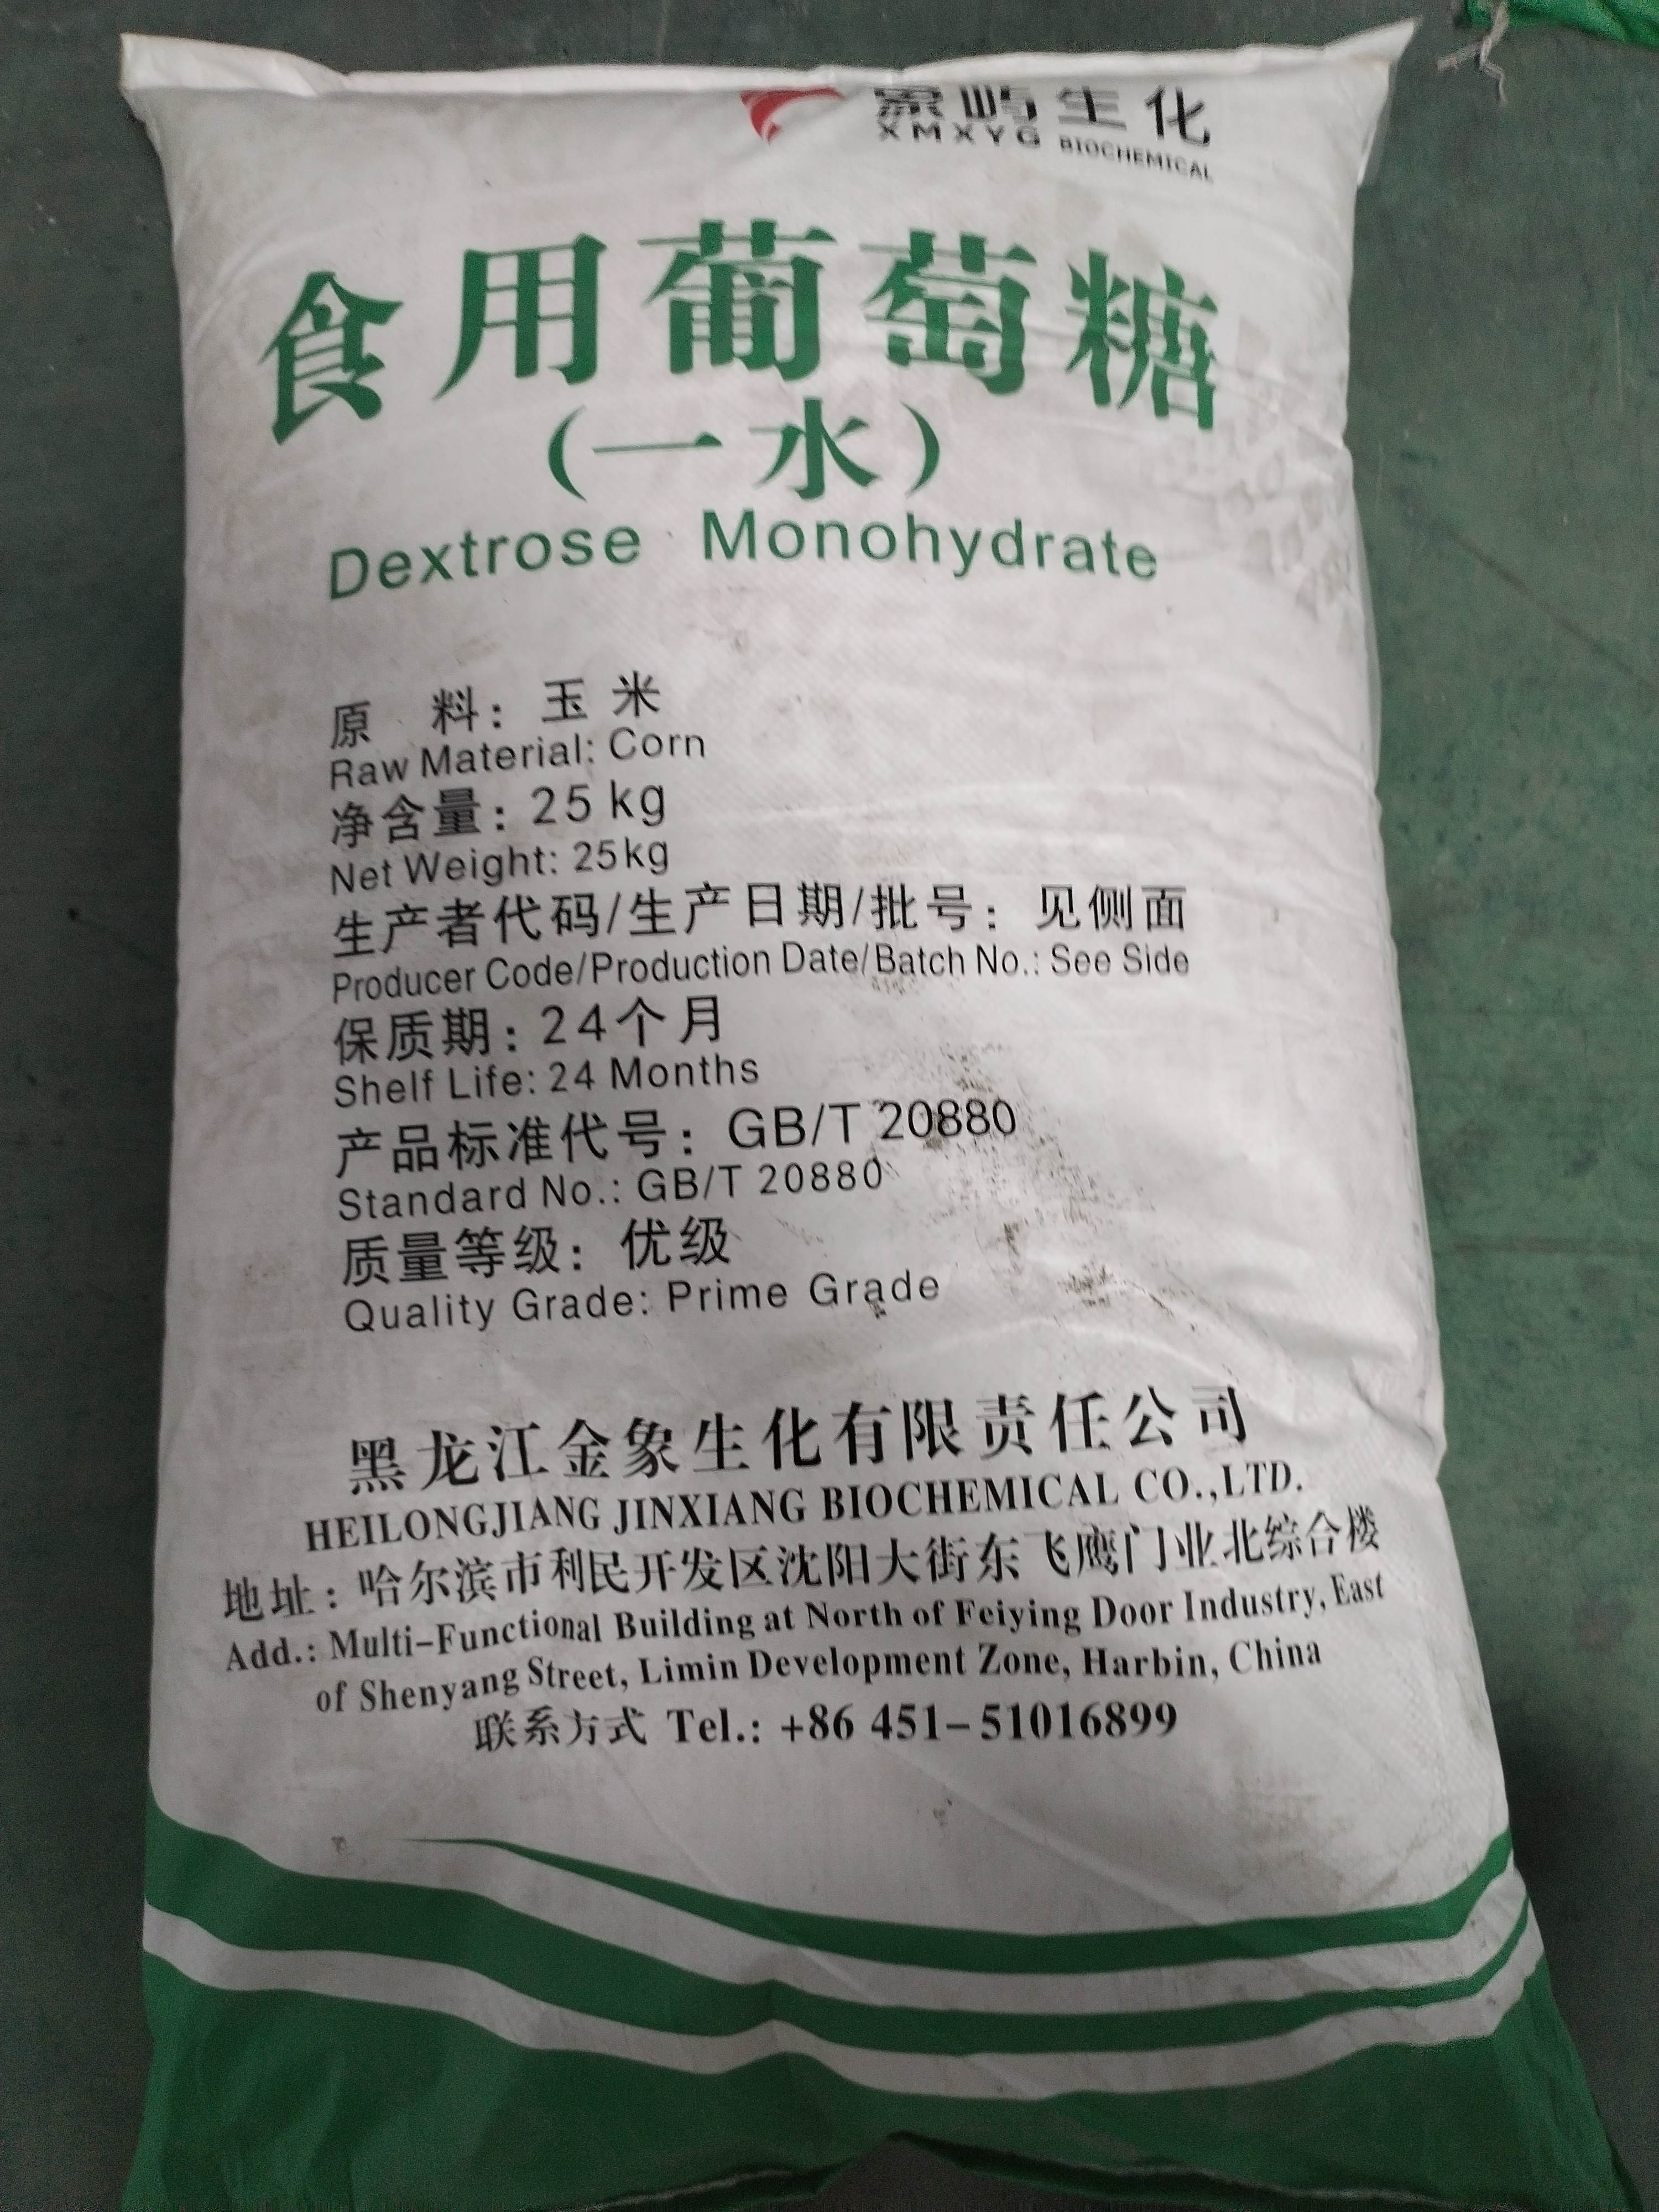 象屿生化
XMXYG BIOCHEMICAL
食用葡萄糖
(一水)
Dextrose Monohydrate
原 料：玉米
Raw Material: Corn
净含量：25 kg
Net Weight: 25kg
生产者代码/生产日期/批号：见侧面
Producer Code/Production Date/Batch No.: See Side
保质期：24个月
Shelf Life: 24 Months
产品标准代号：GB/T 20880
Standard No.: GB/T 20880
质量等级：优级
Quality Grade: Prime Grade
黑龙江金象生化有限责任公司
HEILONGJIANG JINXIANG BIOCHEMICAL CO.,LTD.
地址：哈尔滨市利民开发区沈阳大街东飞鹰门业北综合楼
Add.: Multi-Functional Building at North of Feiying Door Industry, East
of Shenyang Street, Limin Development Zone, Harbin, China
联系方式 Tel.: +86 451-51016899